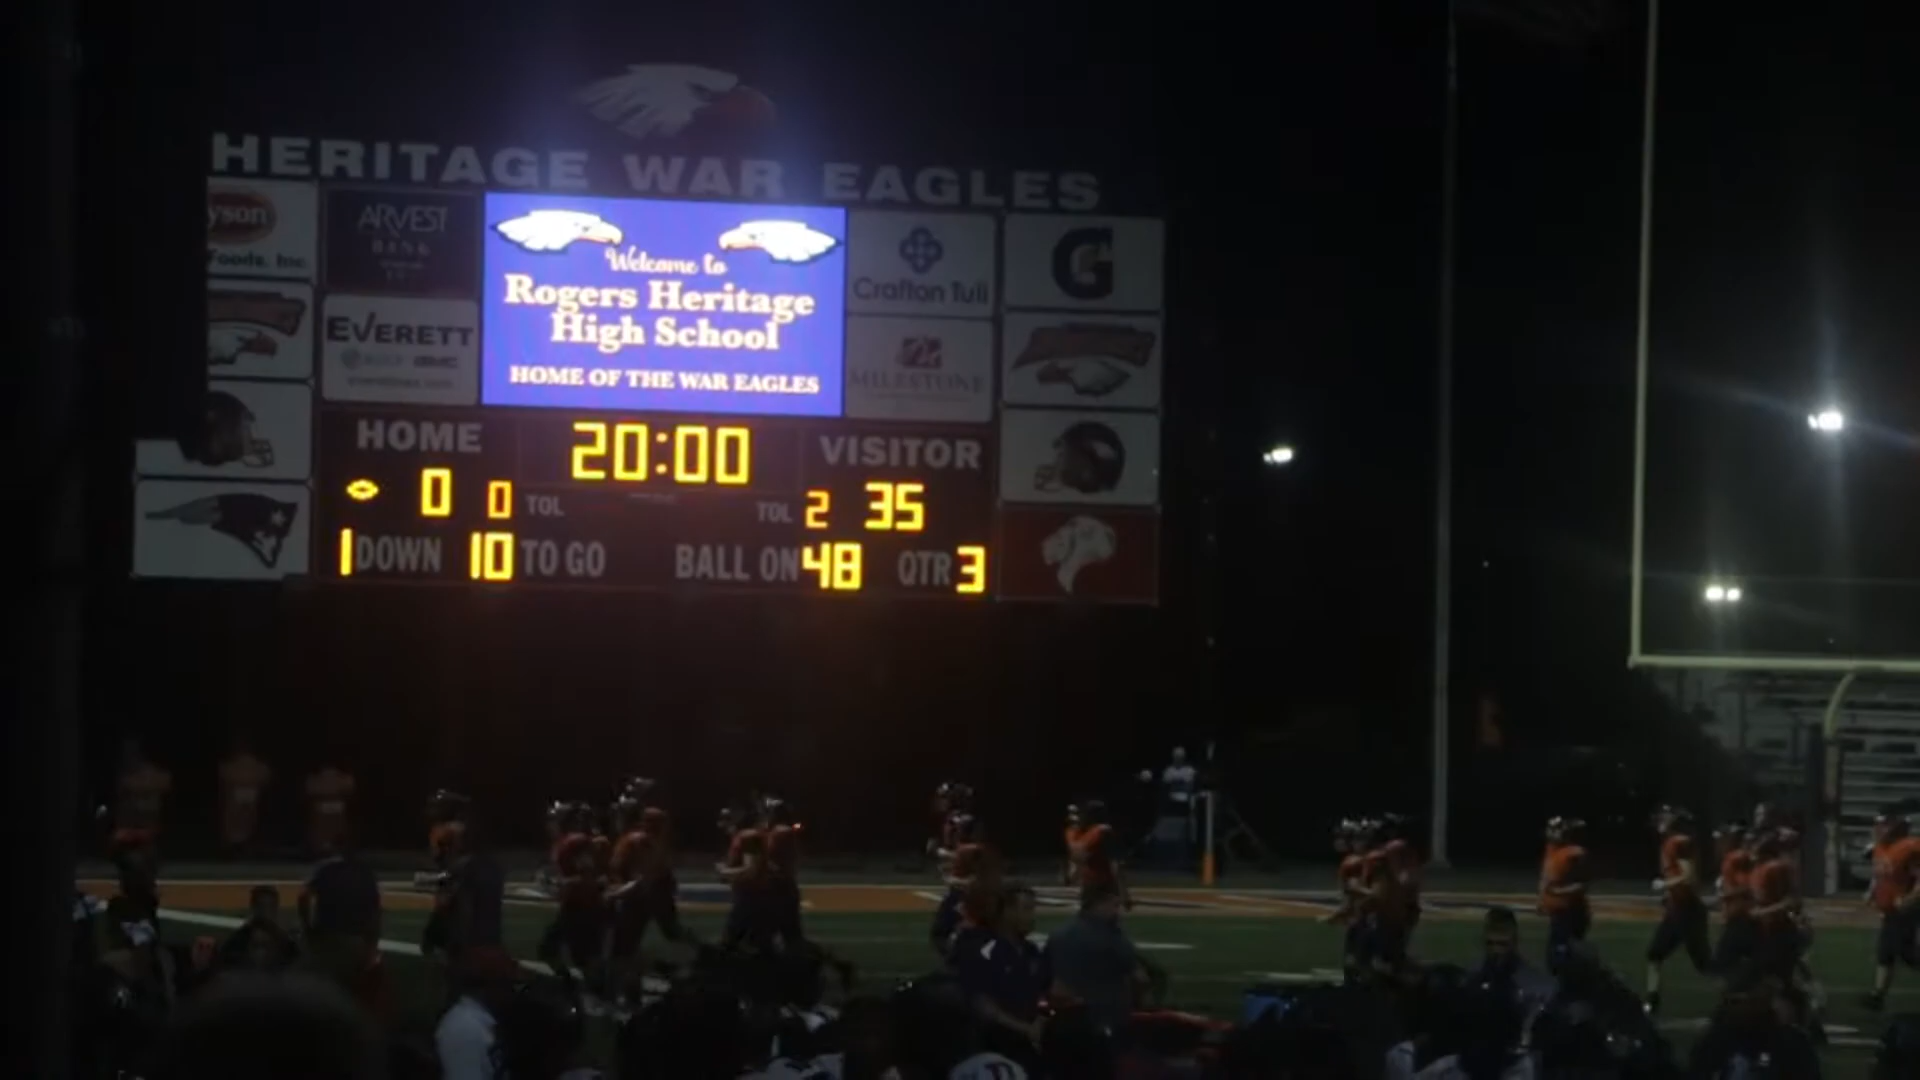 HERITAGE WAR EAGLES
yson
Foods, Inc.
ARVEST
BANK
EVERETT
BUICK GMC
Welcome to
Rogers Heritage
High School
HOME OF THE WAR EAGLES
Crafton Tull
G
MILESTONE
HOME
20:00
VISITOR
0 0 TOL
TOL 2 35
1 DOWN 10 TO GO BALL ON 48 QTR 3